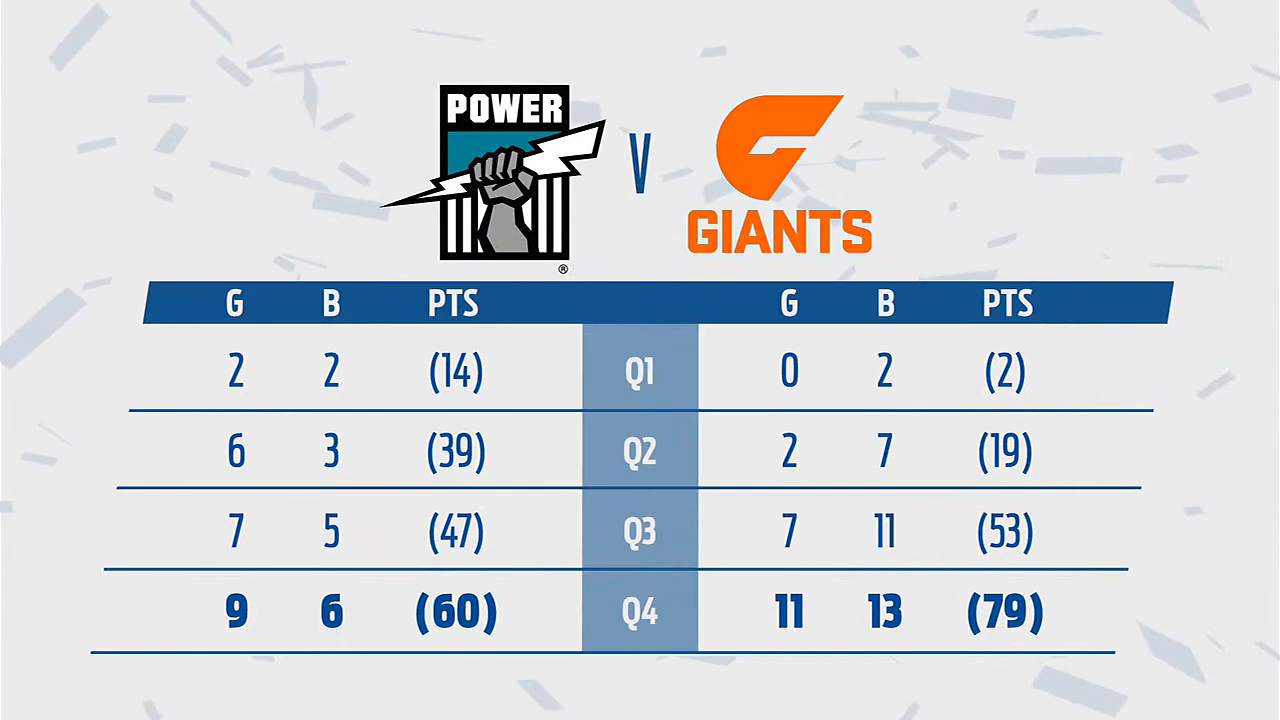 POWER
®
V
GIANTS
G B PTS G B PTS
2 2 (14) Q1 0 2 (2)
6 3 (39) Q2 2 7 (19)
7 5 (47) Q3 7 11 (53)
9 6 (60) Q4 11 13 (79)